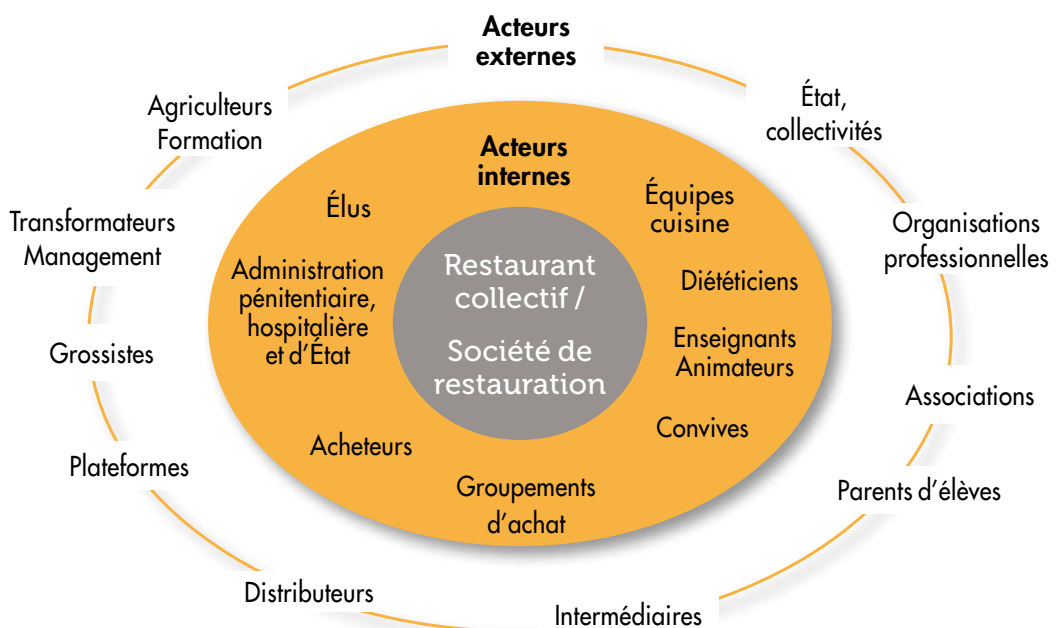 Acteurs
externes
Agriculteurs
Formation
État,
collectivités
Transformateurs
Management
Organisations
professionnelles
Grossistes
Associations
Plateformes
Parents d'élèves
Distributeurs
Intermédiaires
Acteurs
internes
Élus
Équipes
cuisine
Administration
pénitentiaire,
hospitalière
et d'État
Diététiciens
Enseignants
Animateurs
Acheteurs
Convives
Groupements
d'achat
Restaurant
collectif /
Société de
restauration